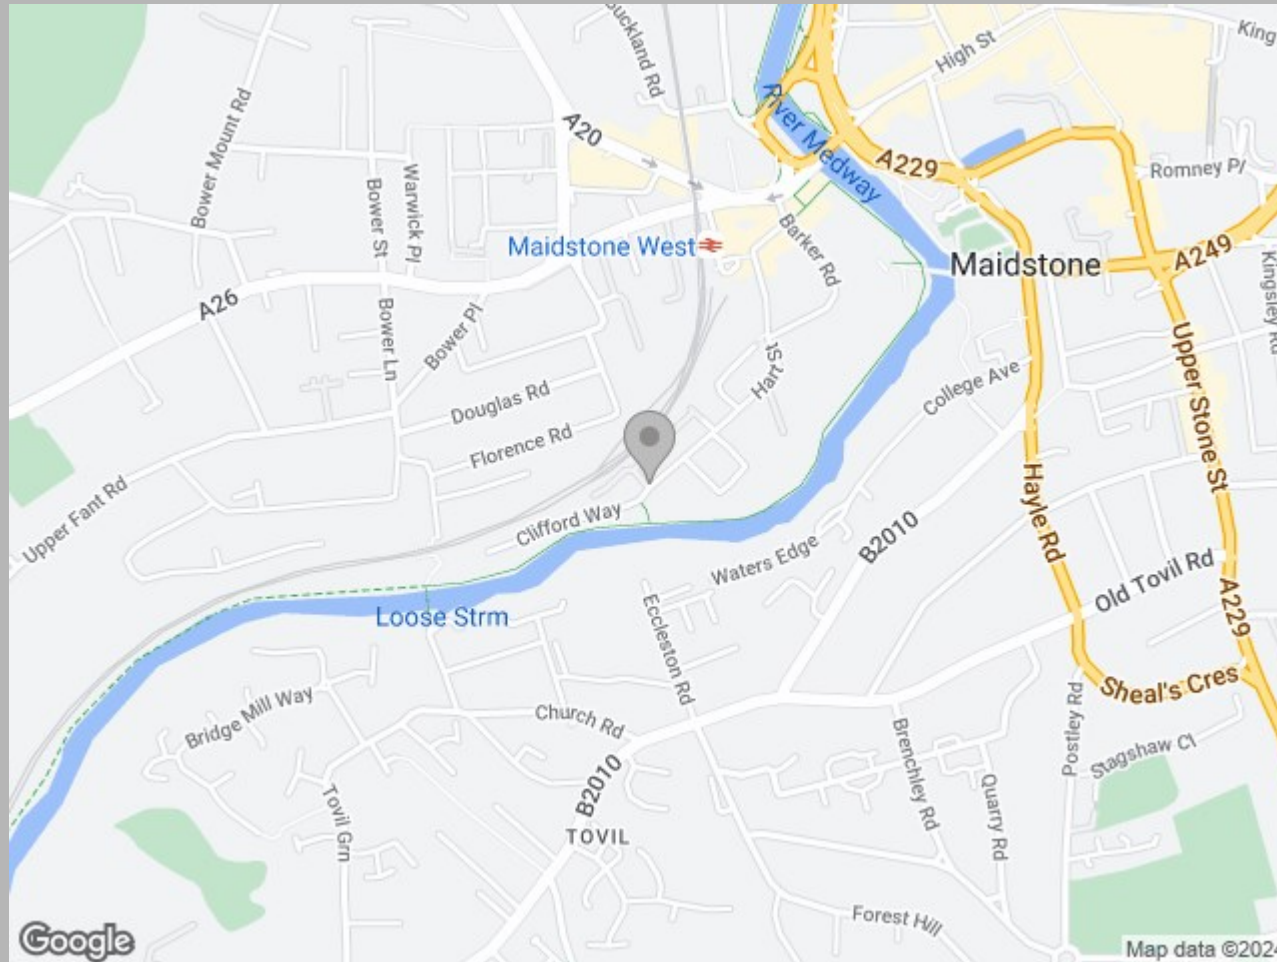 Buckland Rd
High St
King
A20
River Medway
A229
Romney Pl
Bower Mount Rd
Warwick Pl
Bower St
Barker Rd
Maidstone West
Maidstone
A249
Kingsley Rd
A26
Bower Ln
Bower Pl
Hart St
Upper Stone St
College Ave
Douglas Rd
Florence Rd
Upper Fant Rd
Clifford Way
Hayle Rd
B2010
Waters Edge
Old Tovil Rd
Loose Strm
Eccleston Rd
A229
Sheal's Cres
Bridge Mill Way
Church Rd
Postley Rd
Stagshaw Cl
Brenchley Rd
B2010
Quarry Rd
Tovil Grn
TOVIL
Forest Hill
Google
Map data ©2024